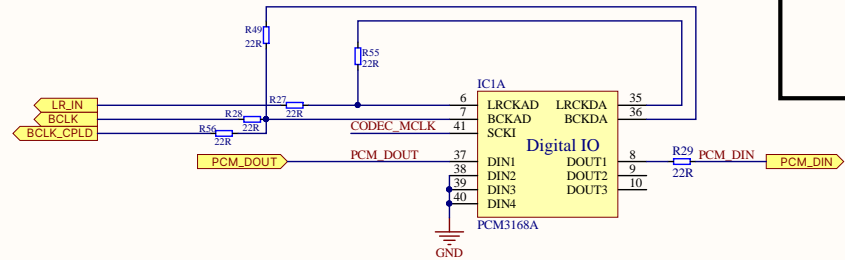 R49
22R
R55
22R
IC1A
LR_IN
R27
22R
6
LRCKAD
LRCKDA
35
BCLK
R28
22R
7
BCKAD
BCKDA
36
BCLK_CPLD
R56
22R
CODEC_MCLK
41
SCKI
Digital IO
PCM_DOUT
PCM_DOUT
37
DIN1
DOUT1
8
R29
22R
PCM_DIN
PCM_DIN
38
DIN2
DOUT2
9
39
DIN3
DOUT3
10
40
DIN4
PCM3168A
GND